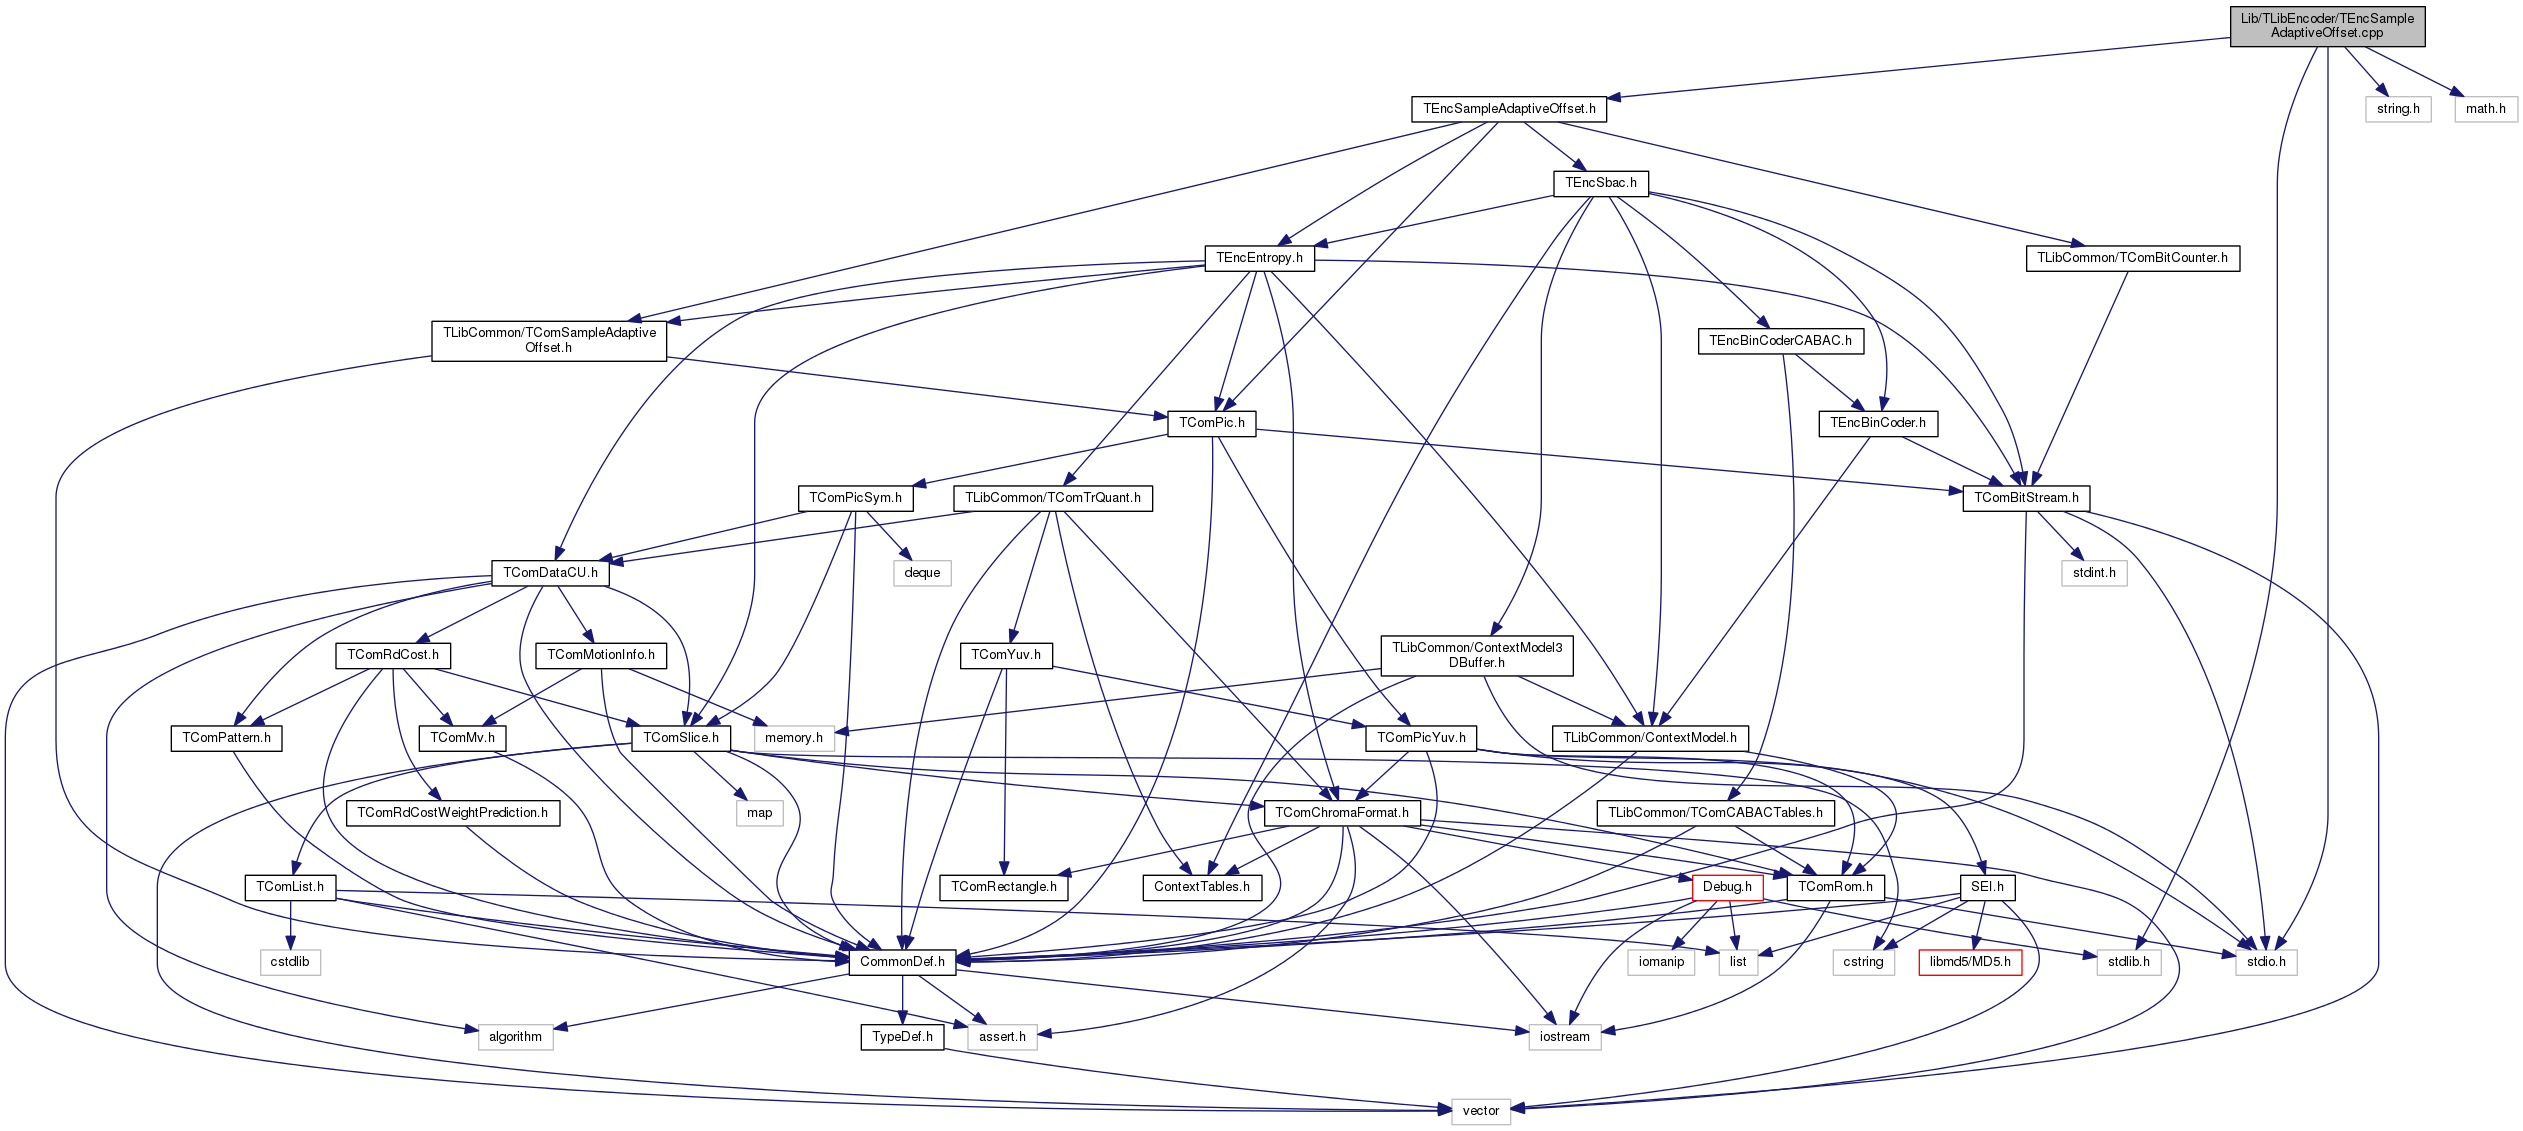 Lib/TLibEncoder/TEncSample
AdaptiveOffset.cpp
TEncSampleAdaptiveOffset.h
string.h
math.h
TEncSbac.h
TEncEntropy.h
TLibCommon/TComBitCounter.h
TLibCommon/TComSampleAdaptive
Offset.h
TEncBinCoderCABAC.h
TComPic.h
TEncBinCoder.h
TComPicSym.h
TLibCommon/TComTrQuant.h
TComBitStream.h
TComDataCU.h
deque
stdint.h
TComRdCost.h
TComMotionInfo.h
TComYuv.h
TLibCommon/ContextModel3
DBuffer.h
TComPattern.h
TComMv.h
TComSlice.h
memory.h
TComPicYuv.h
TLibCommon/ContextModel.h
TComRdCostWeightPrediction.h
map
TComChromaFormat.h
TLibCommon/TComCABACTables.h
TComList.h
TComRectangle.h
ContextTables.h
Debug.h
TComRom.h
SEI.h
cstdlib
CommonDef.h
iomanip
list
cstring
libmd5/MD5.h
stdlib.h
stdio.h
algorithm
TypeDef.h
assert.h
iostream
vector